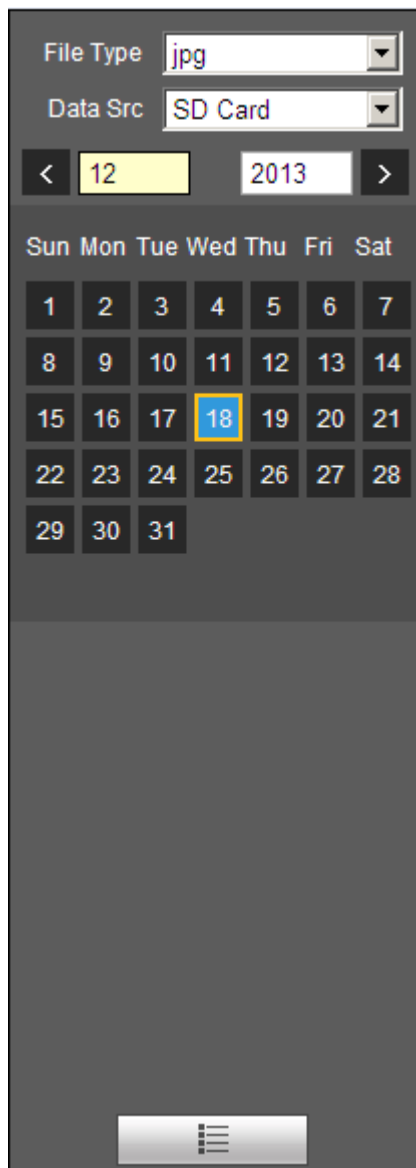 File Type jpg
Data Src SD Card
< 12 2013 >
Sun Mon Tue Wed Thu Fri Sat
1 2 3 4 5 6 7
8 9 10 11 12 13 14
15 16 17 18 19 20 21
22 23 24 25 26 27 28
29 30 31